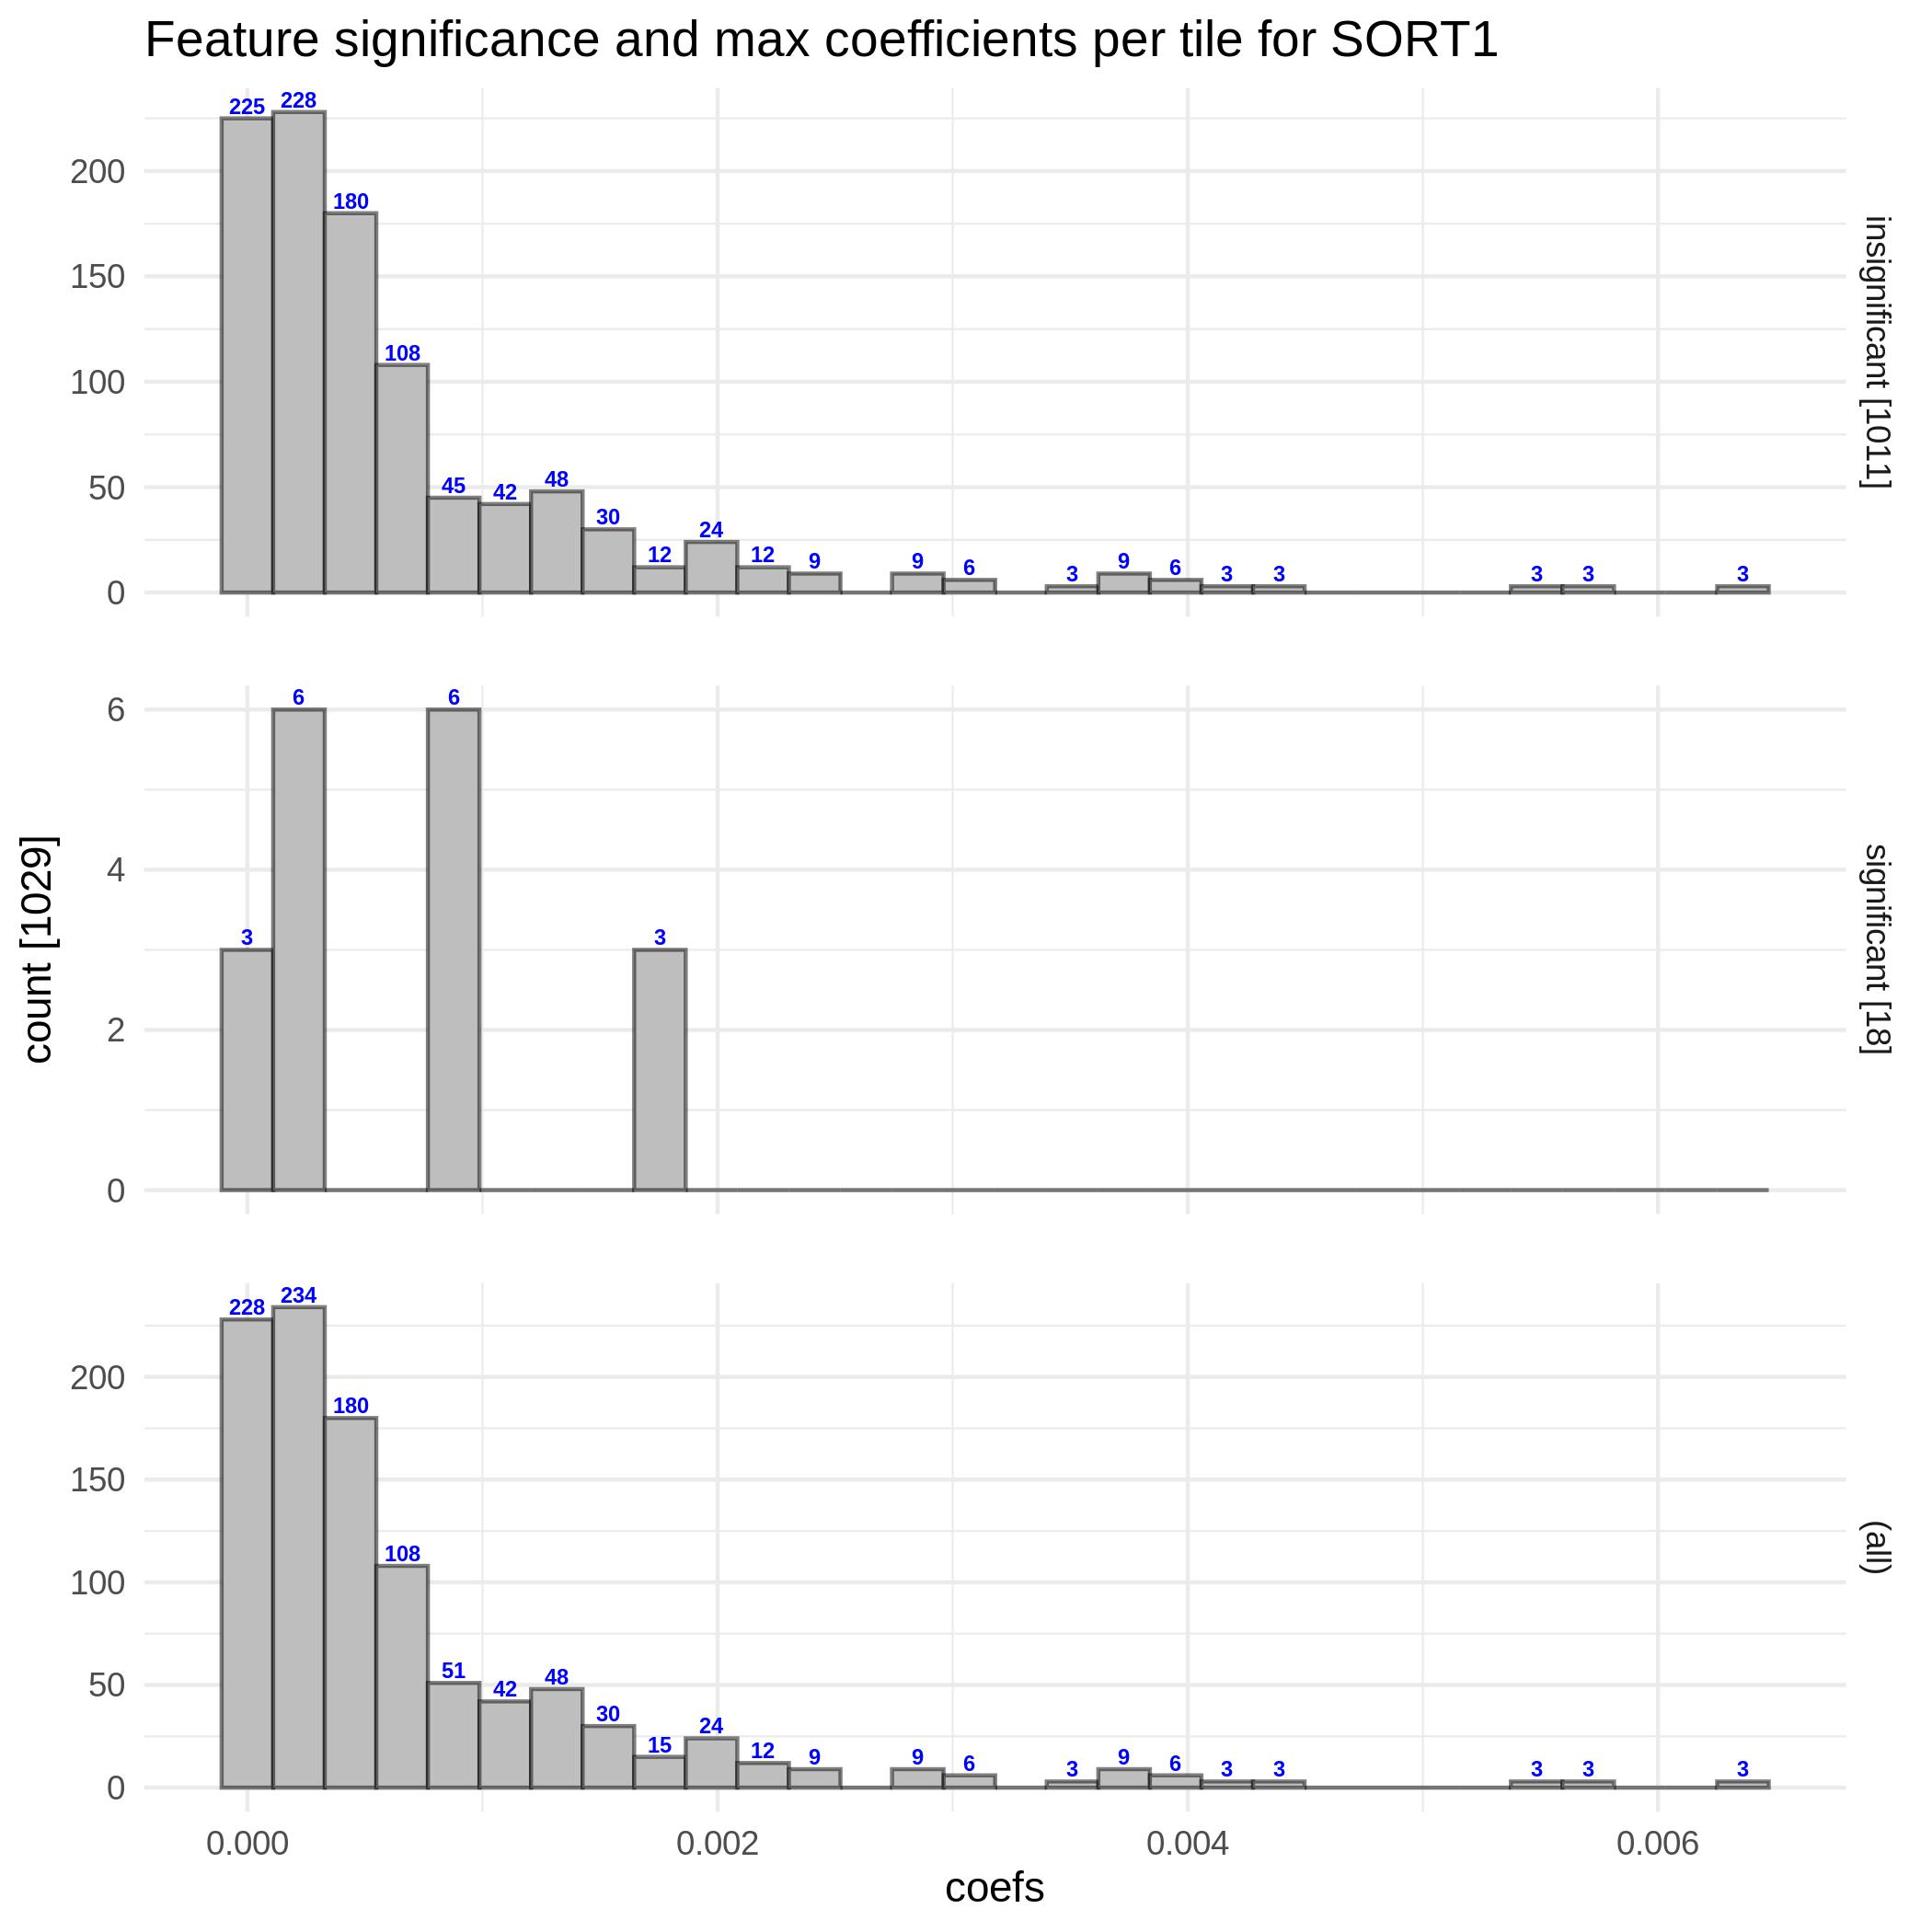 Feature significance and max coefficients per tile for SORT1
225 228 180 108 45 42 48 30 12 24 12 9 9 6 3 9 6 3 3 3 3 3
200
150
100
50
0
insignificant [1011]
3 6 6 3
6
4
2
0
count [1029]
significant [18]
228 234 180 108 51 42 48 30 15 24 12 9 9 6 3 9 6 3 3 3 3 3
200
150
100
50
0
(all)
0.000 0.002 0.004 0.006
coefs